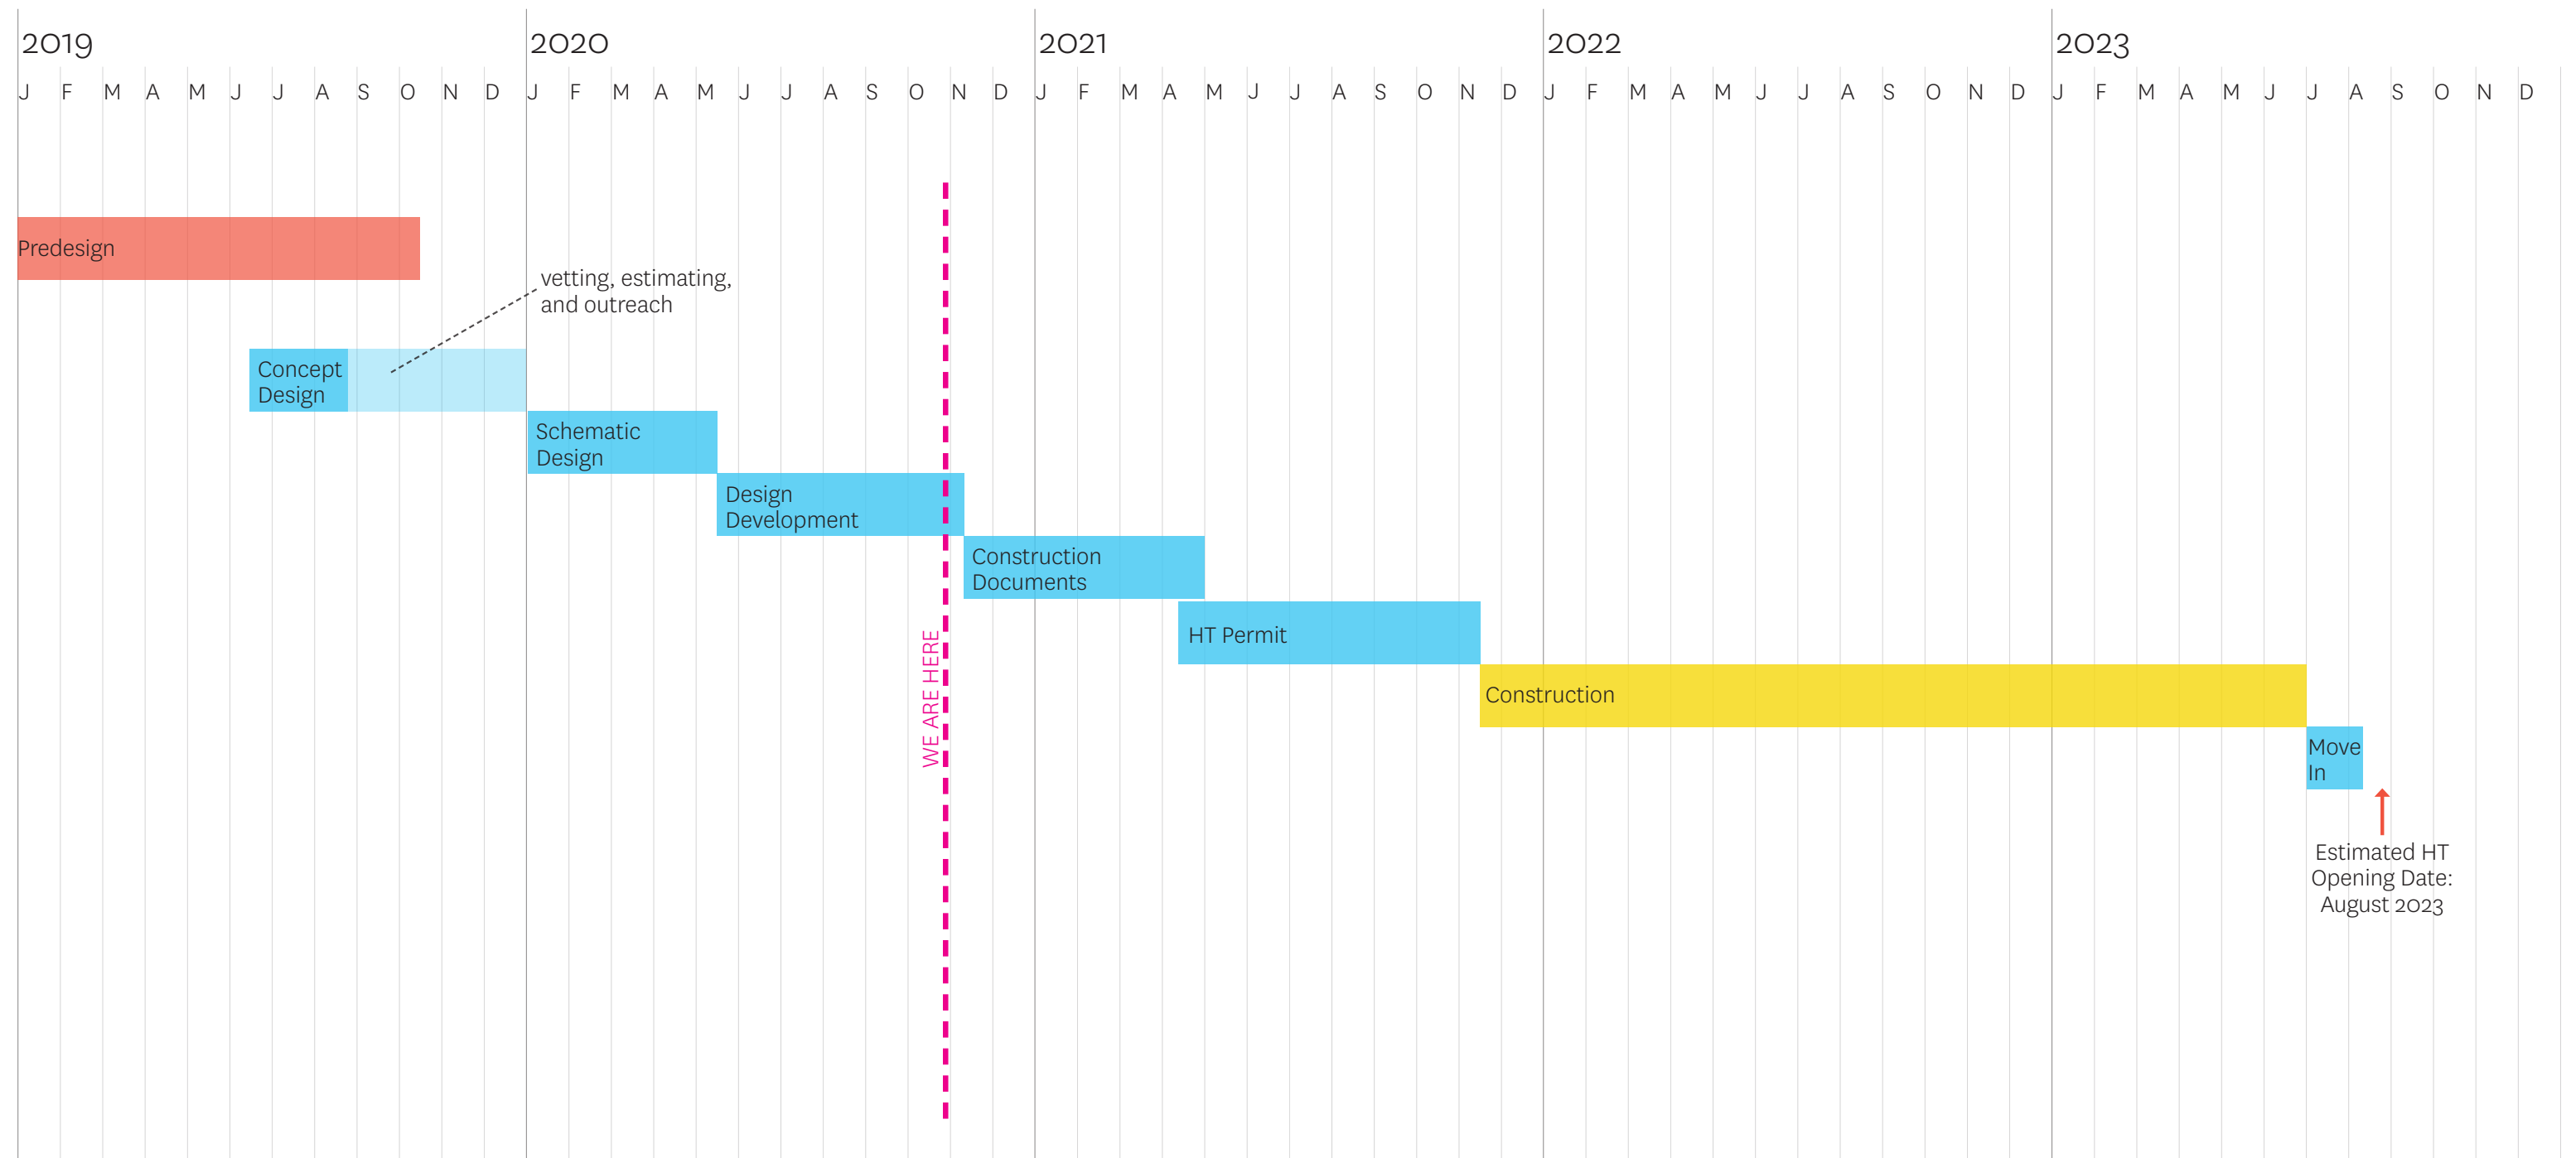 2019 2020 2021 2022 2023
J F M A M J J A S O N D J F M A M J J A S O N D J F M A M J J A S O N D J F M A M J J A S O N D J F M A M J J A S O N D
Predesign
vetting, estimating,
and outreach
Concept
Design
Schematic
Design
Design
Development
Construction
Documents
HT Permit
WE ARE HERE
Construction
Move
In
Estimated HT
Opening Date:
August 2023